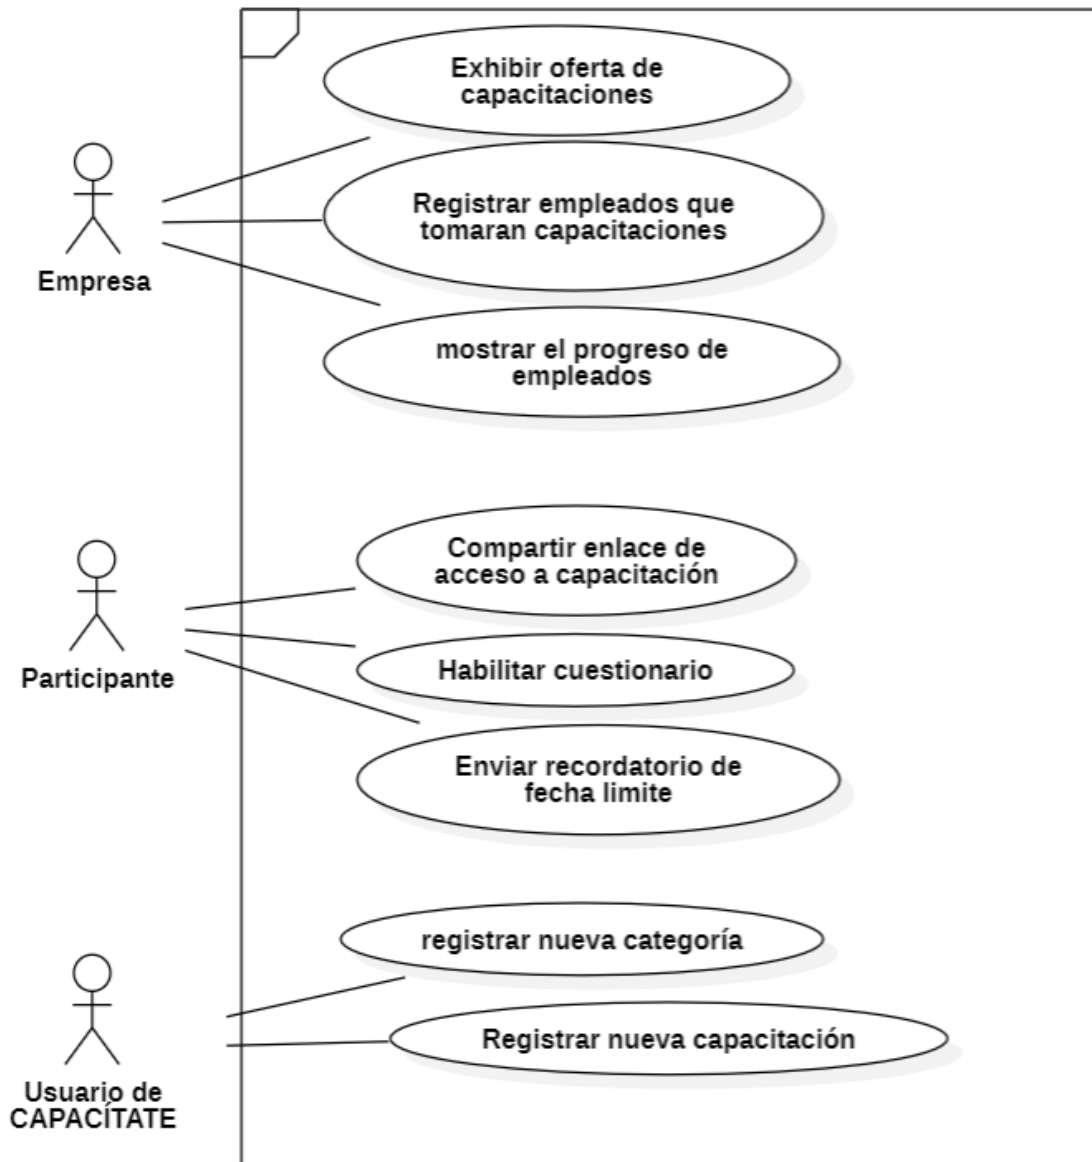 Exhibir oferta de
capacitaciones
Registrar empleados que
tomaran capacitaciones
Empresa
mostrar el progreso de
empleados
Compartir enlace de
acceso a capacitación
Habilitar cuestionario
Participante
Enviar recordatorio de
fecha limite
registrar nueva categoría
Registrar nueva capacitación
Usuario de
CAPACÍTATE